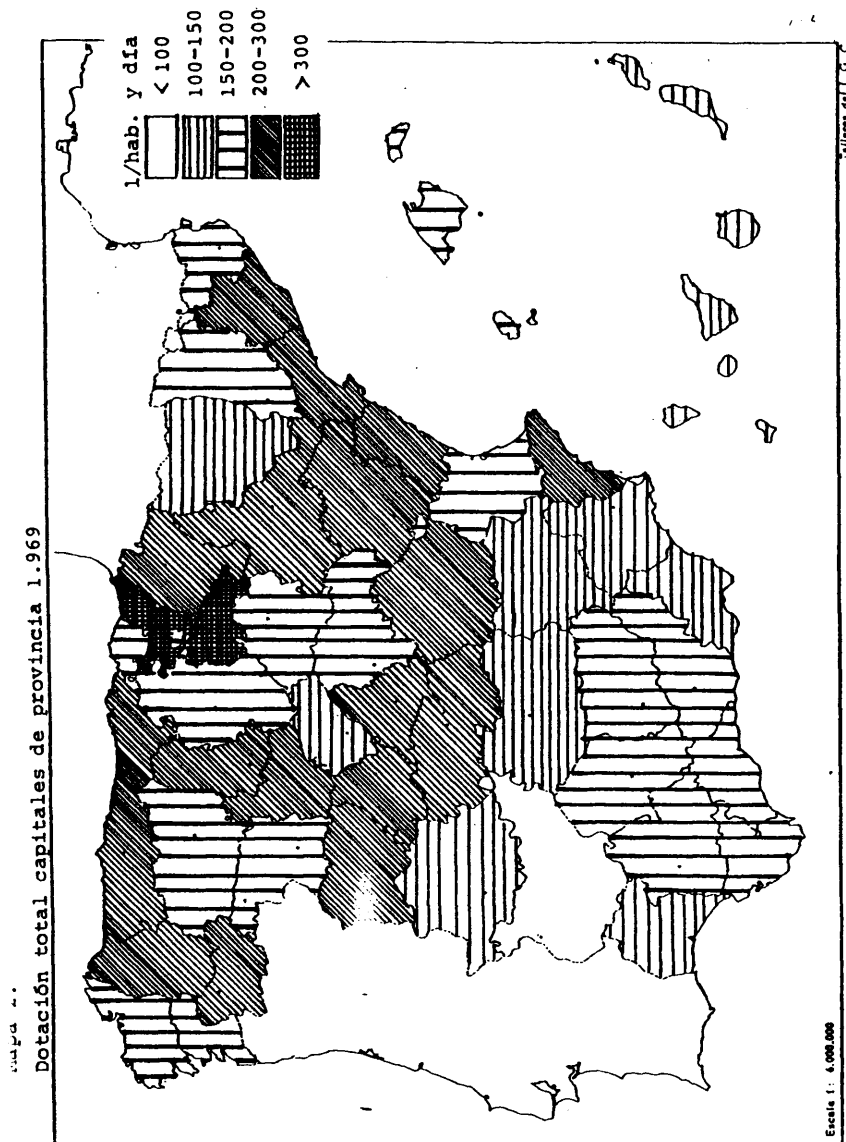 Dotación total capitales de provincia 1.969
l/hab. y día
< 100
100-150
150-200
200-300
> 300
Escala 1: 6.000.000